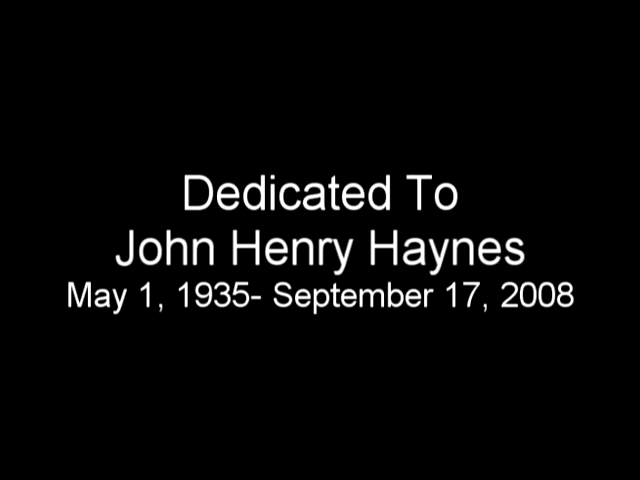 Dedicated To
John Henry Haynes
May 1, 1935- September 17, 2008